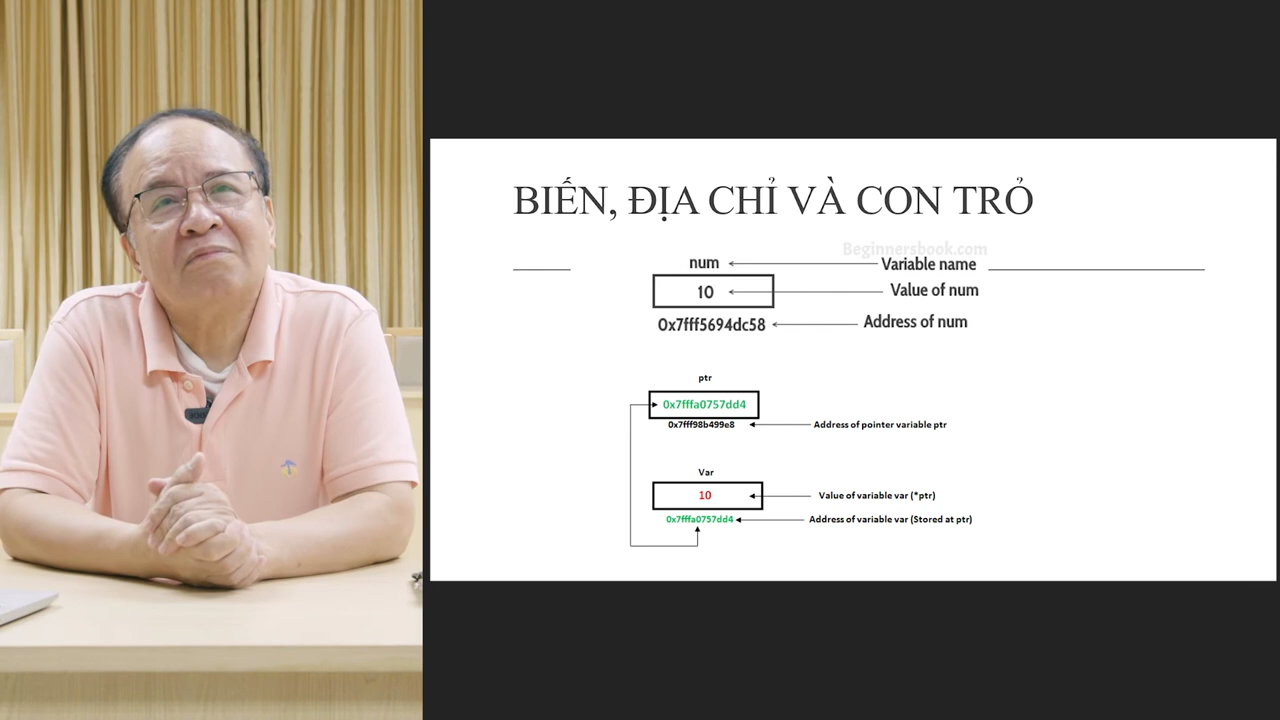 BIẾN, ĐỊA CHỈ VÀ CON TRỎ
Beginnersbook.com
num
Variable name
10
Value of num
0x7fff5694dc58
Address of num
ptr
0x7fffa0757dd4
0x7fff98b499e8
Address of pointer variable ptr
Var
10
Value of variable var (*ptr)
0x7fffa0757dd4
Address of variable var (Stored at ptr)